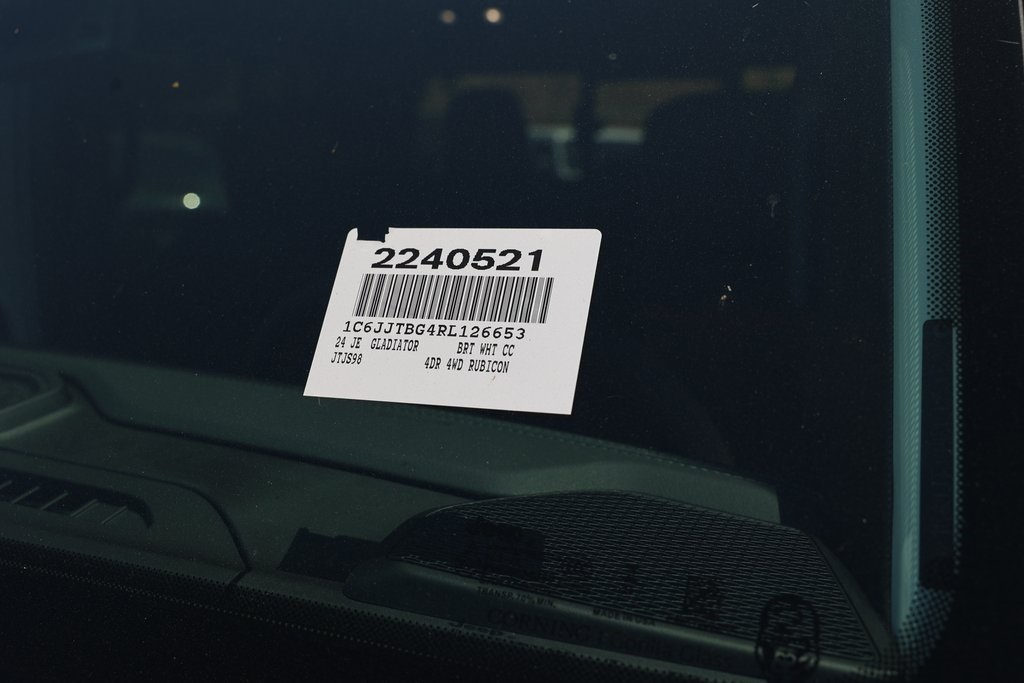 2240521
1C6JJTBG4RL126653
24 JE GLADIATOR BRT WHT CC
JTJS98 4DR 4WD RUBICON